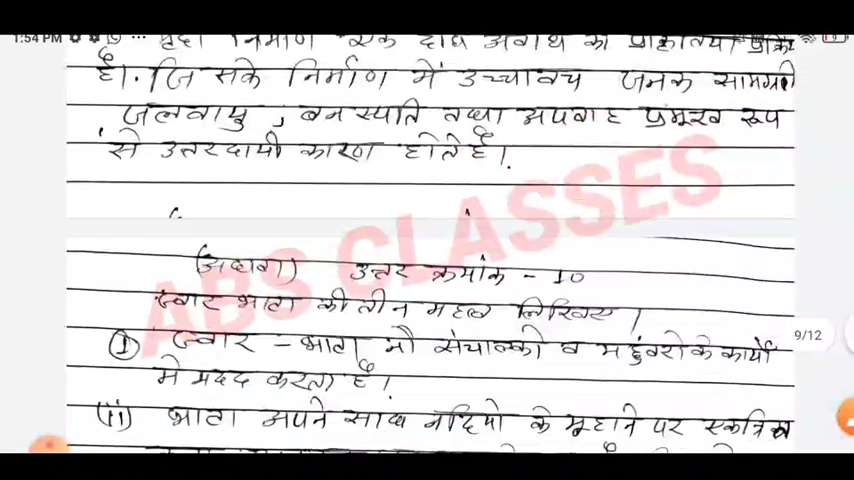 1:54 PM
मृदा निर्माण एक दीर्घ अवधि की
है। जिसके निर्माण में उच्चावच जनक सामग्री
जलवायु, वनस्पति तथा अपवाह प्रमूख रूप
से उत्तरदायी कारण होते है।
(अथवा) उत्तर क्रमांक - 10
ज्वार भाटा की तीन महत्व लिखिए।
① ज्वार - भाटा नौ संचालको व मछुंवारो के कार्यो
मे मदद करता है।
(ii) भाटा अपने साथ नदियो के मूहाने पर एकत्रित
ABS CLASSES
9/12